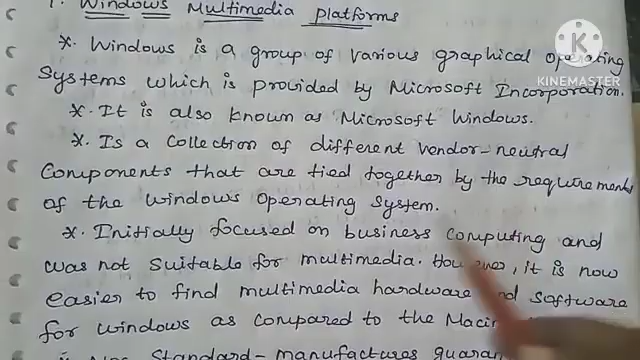 1. Windows Multimedia platforms
* Windows is a group of various graphical operating
Systems which is provided by Microsoft Incorporation.
* It is also known as Microsoft Windows.
* Is a collection of different vendor-neutral
Components that are tied together by the requirements
of the windows operating system.
* Initially focused on business computing and
was not suitable for multimedia. However, it is now
easier to find multimedia hardware and software
for windows as compared to the
Standard - manufactures
KINEMASTER